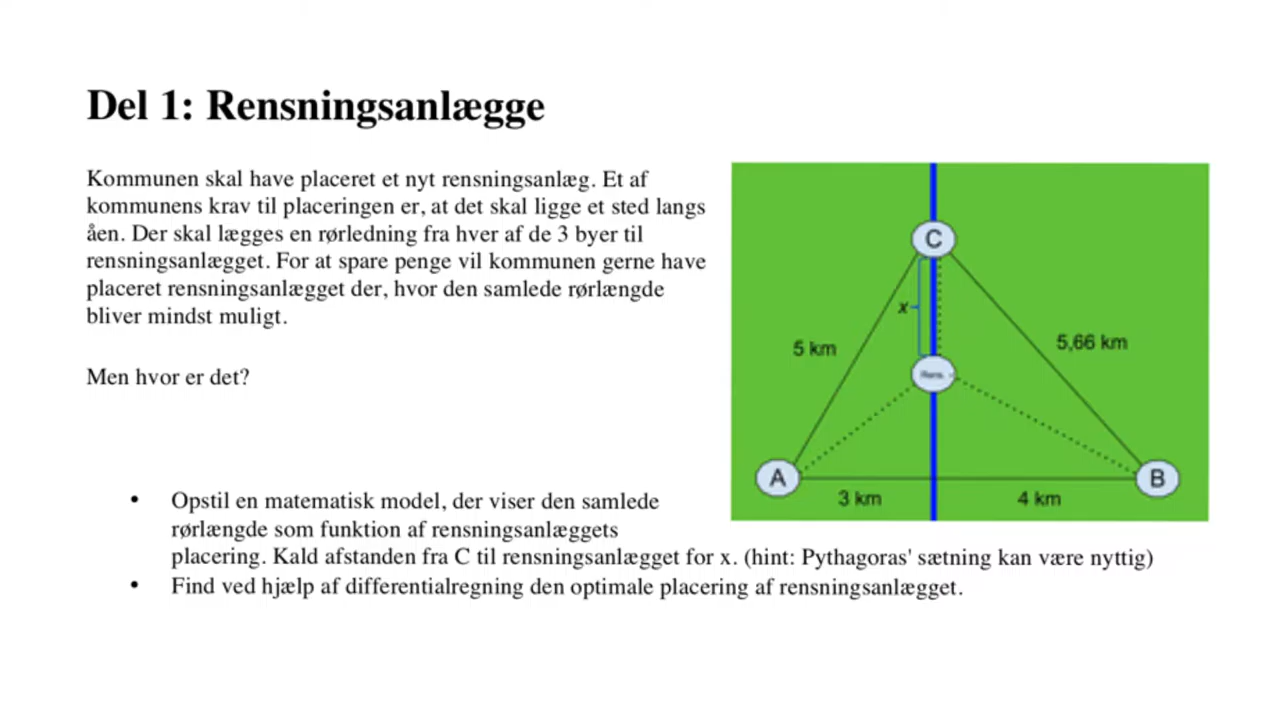 Del 1: Rensningsanlægge
Kommunen skal have placeret et nyt rensningsanlæg. Et af
kommunens krav til placeringen er, at det skal ligge et sted langs
åen. Der skal lægges en rørledning fra hver af de 3 byer til
rensningsanlægget. For at spare penge vil kommunen gerne have
placeret rensningsanlægget der, hvor den samlede rørlængde
bliver mindst muligt.
Men hvor er det?
C
x
5 km
5,66 km
Rens.
A
B
3 km
4 km
• Opstil en matematisk model, der viser den samlede
rørlængde som funktion af rensningsanlæggets
placering. Kald afstanden fra C til rensningsanlægget for x. (hint: Pythagoras' sætning kan være nyttig)
• Find ved hjælp af differentialregning den optimale placering af rensningsanlægget.